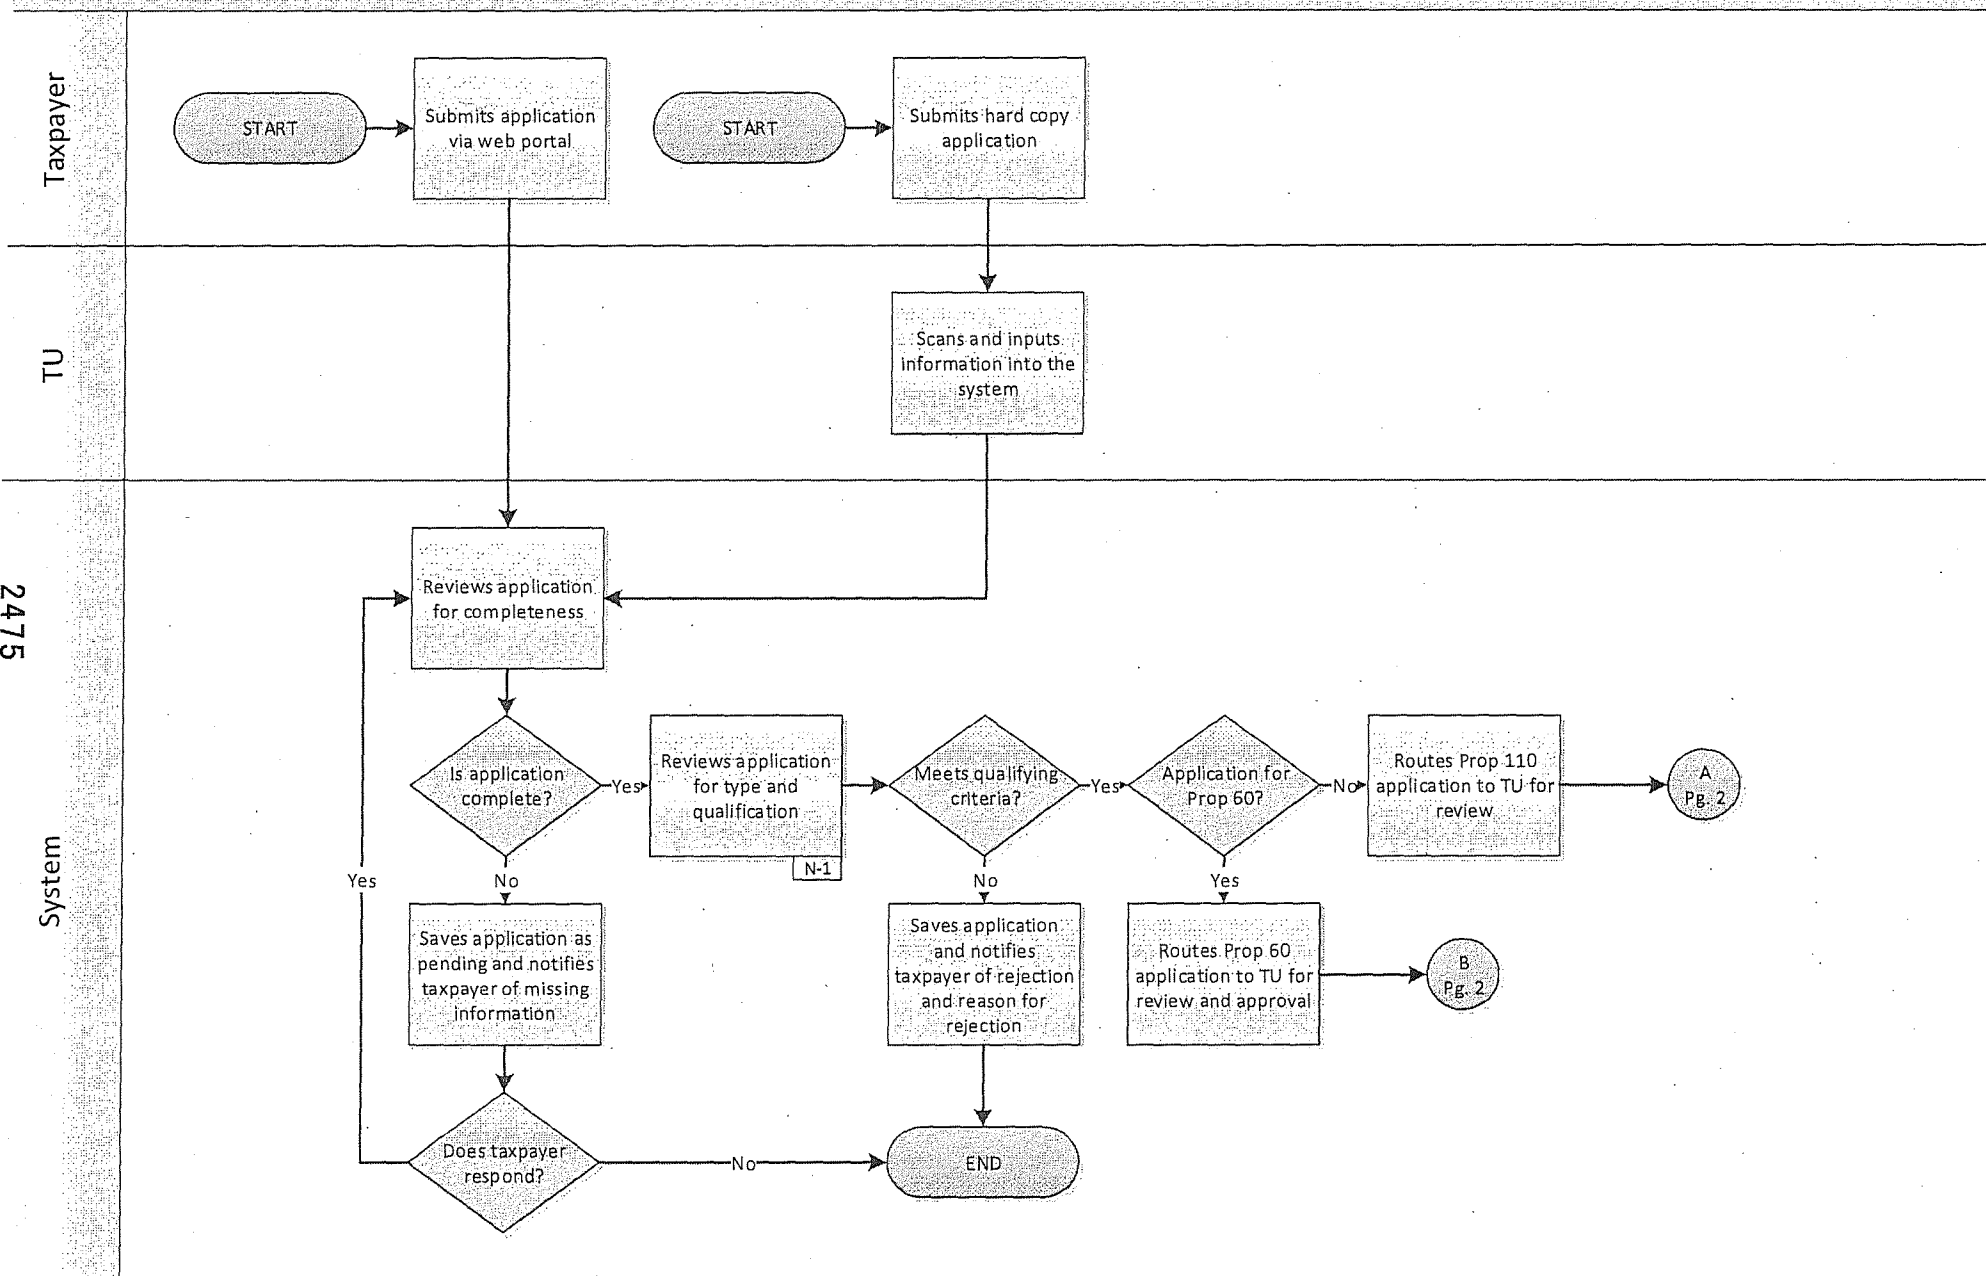 Taxpayer
START
Submits application
via web portal
START
Submits hard copy
application
TU
Scans and inputs
information into the
system
2475
System
Reviews application
for completeness
Is application
complete?
Yes
Reviews application
for type and
qualification
N-1
Meets qualifying
criteria?
Yes
Application for
Prop 60?
No
Routes Prop 110
application to TU for
review
A
Pg. 2
Yes
No
No
Yes
Saves application as
pending and notifies
taxpayer of missing
information
Saves application
and notifies
taxpayer of rejection
and reason for
rejection
Routes Prop 60
application to TU for
review and approval
B
Pg. 2
Does taxpayer
respond?
No
END